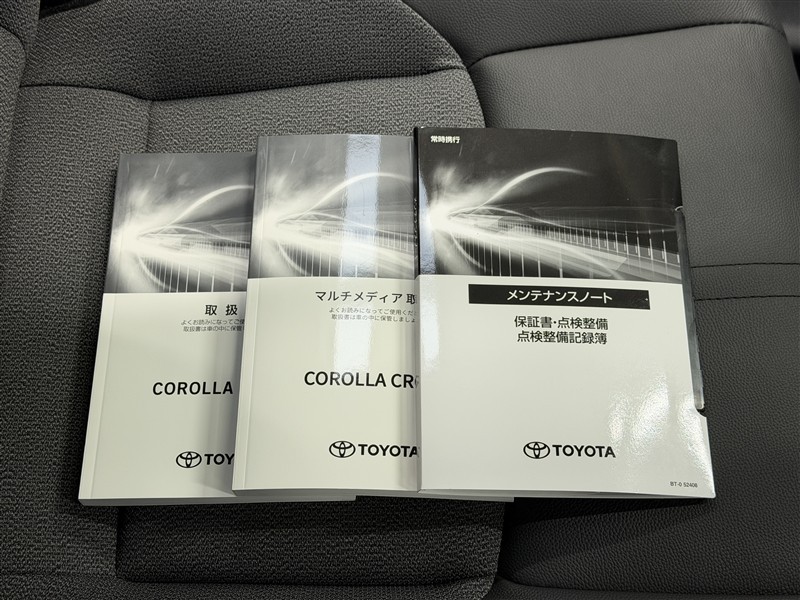 取扱
よくお読みになってご使
取扱書は車の中に保管
COROLLA
TOY
マルチメディア 取
よくお読みになってご使用くだ
取扱書は車の中に保管しましょ
COROLLA CR
TOYOTA
常時携行
メンテナンスノート
保証書・点検整備
点検整備記録簿
TOYOTA
BT-0 52408